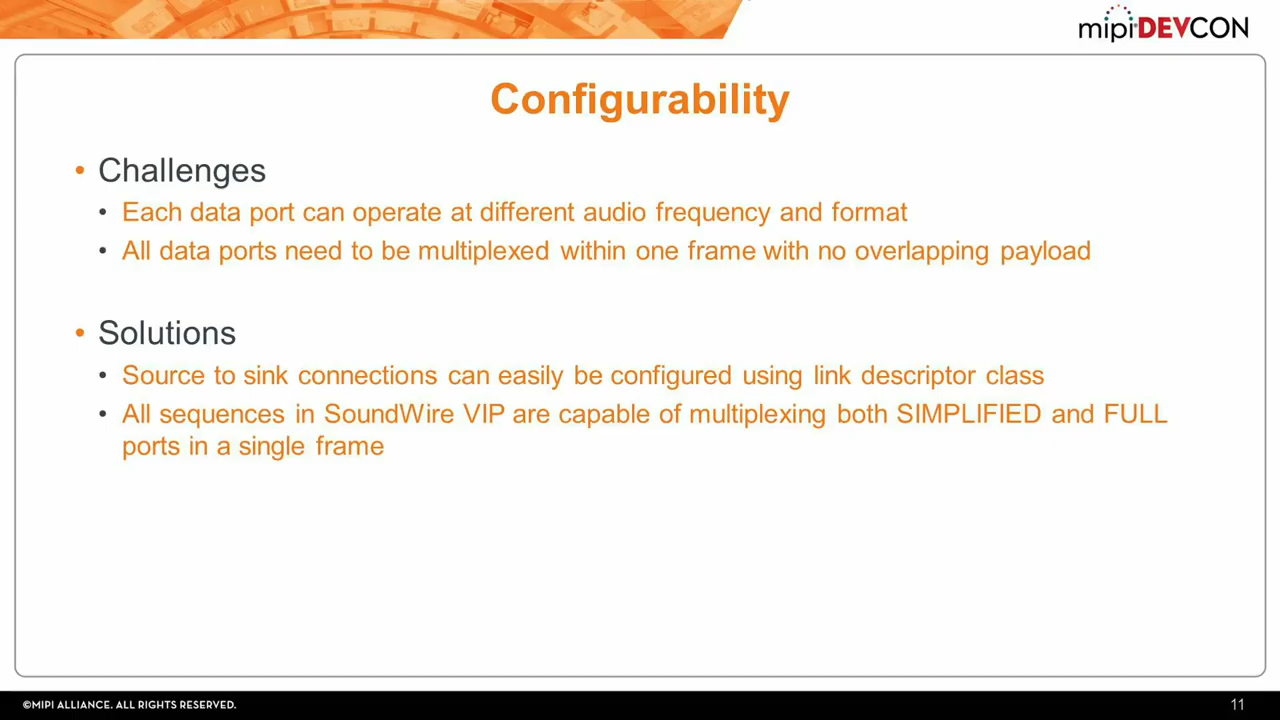 mipi DEVCON
Configurability
• Challenges
• Each data port can operate at different audio frequency and format
• All data ports need to be multiplexed within one frame with no overlapping payload
• Solutions
• Source to sink connections can easily be configured using link descriptor class
• All sequences in SoundWire VIP are capable of multiplexing both SIMPLIFIED and FULL
ports in a single frame
©MIPI ALLIANCE. ALL RIGHTS RESERVED.
11